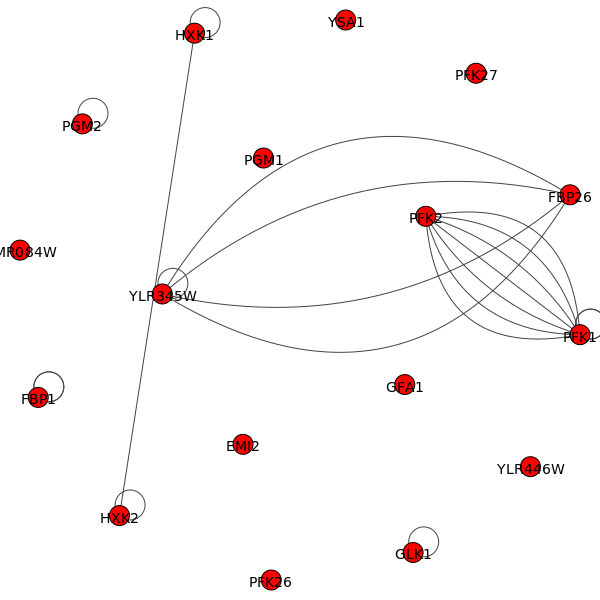 YSA1
HXK1
PFK27
PGM2
PGM1
FBP26
PFK2
MR084W
YLR345W
PFK1
GFA1
FBP1
EMI2
YLR446W
HXK2
GLK1
PFK26